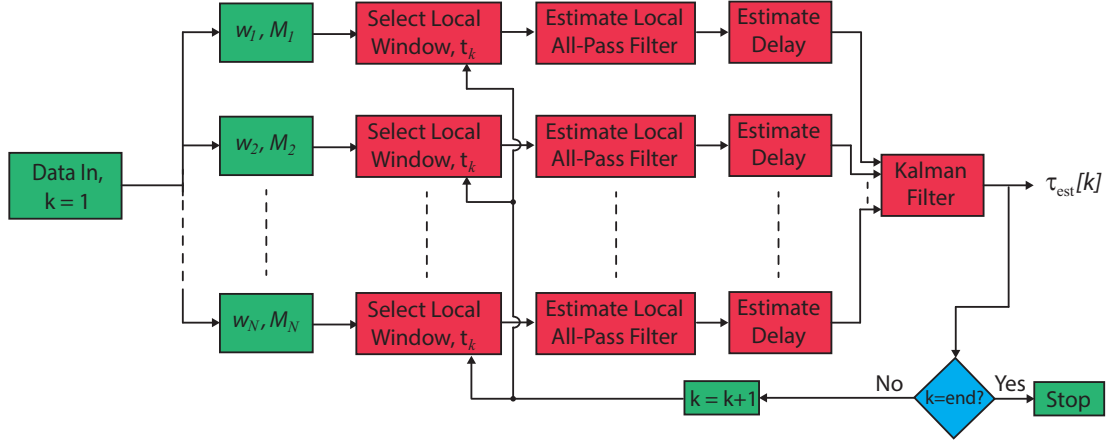 w1, M1
Select Local
Window, tk
Estimate Local
All-Pass Filter
Estimate
Delay
Data In,
k = 1
w2, M2
Select Local
Window, tk
Estimate Local
All-Pass Filter
Estimate
Delay
Kalman
Filter
τest[k]
wN, MN
Select Local
Window, tk
Estimate Local
All-Pass Filter
Estimate
Delay
k = k+1
No
k=end?
Yes
Stop